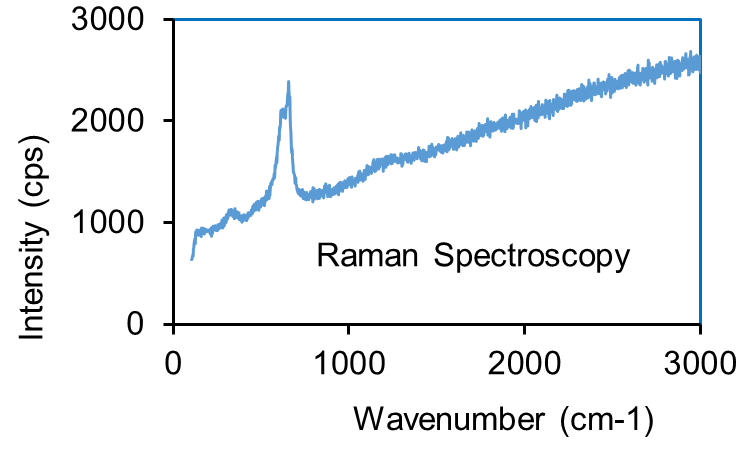 3000
2000
1000
0
Intensity (cps)
Raman Spectroscopy
0 1000 2000 3000
Wavenumber (cm-1)